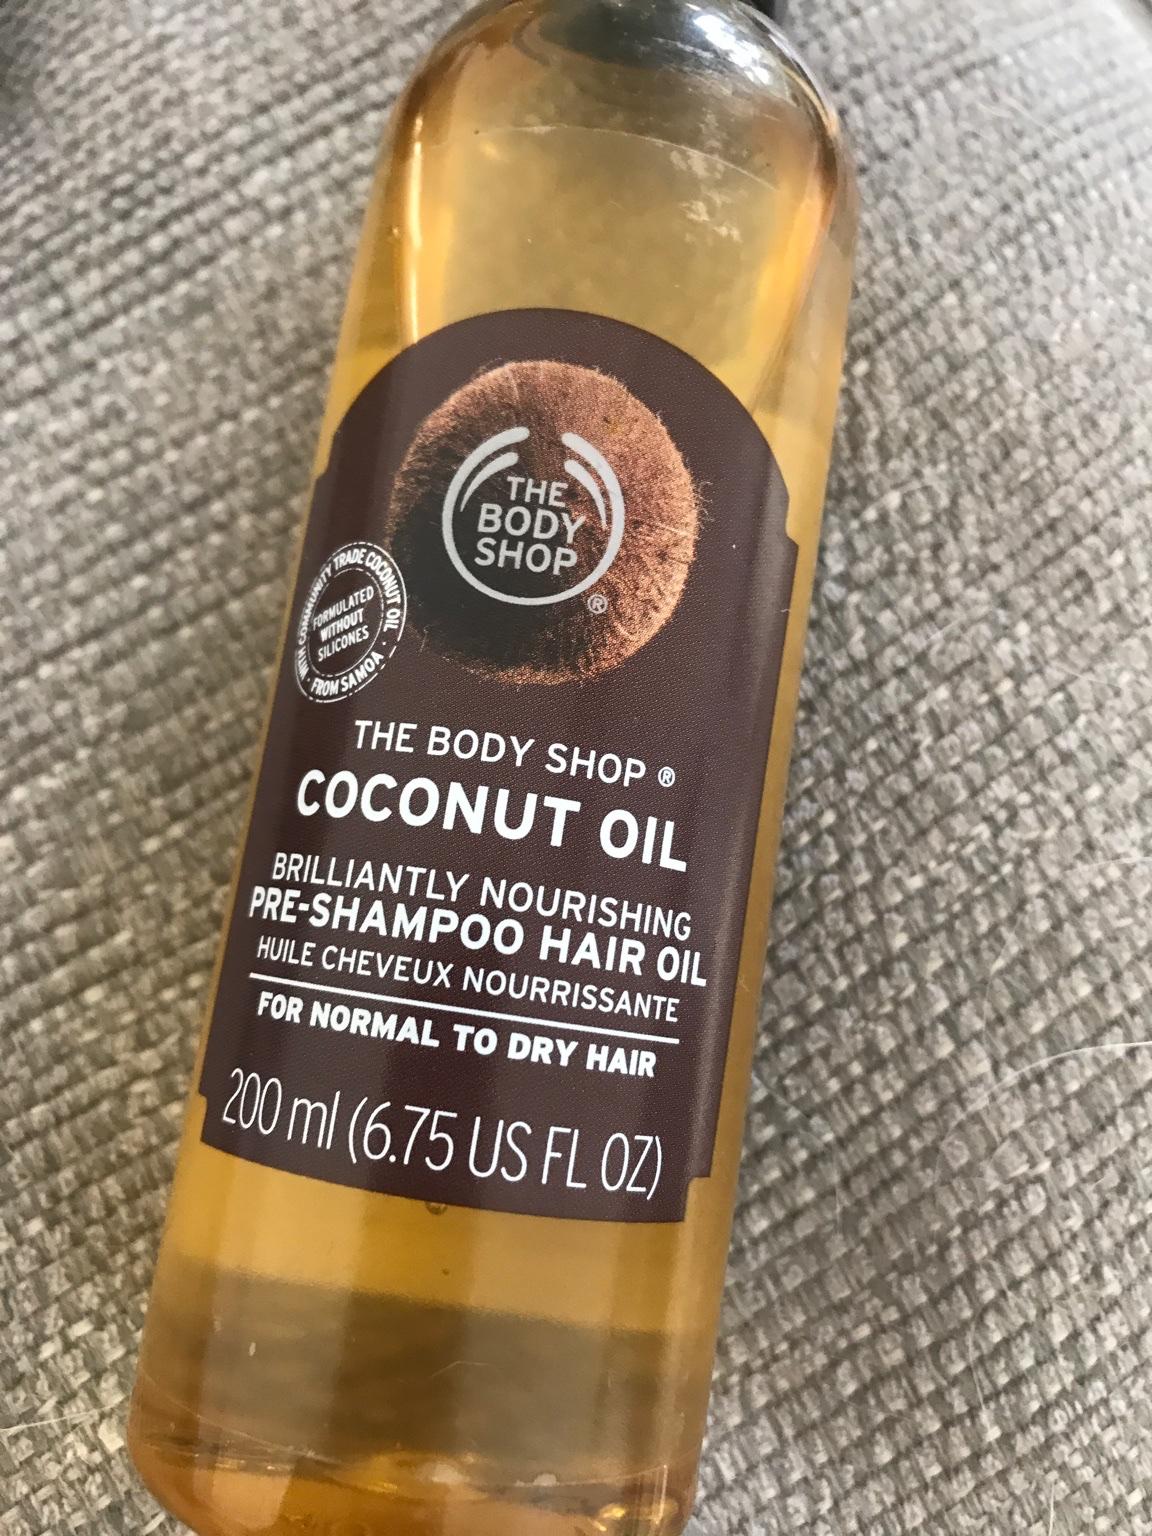 THE
BODY
SHOP
®
WITH COMMUNITY TRADE COCONUT OIL
FORMULATED
WITHOUT
SILICONES
· FROM SAMOA ·
THE BODY SHOP ®
COCONUT OIL
BRILLIANTLY NOURISHING
PRE-SHAMPOO HAIR OIL
HUILE CHEVEUX NOURRISSANTE
FOR NORMAL TO DRY HAIR
200 ml (6.75 US FL OZ)